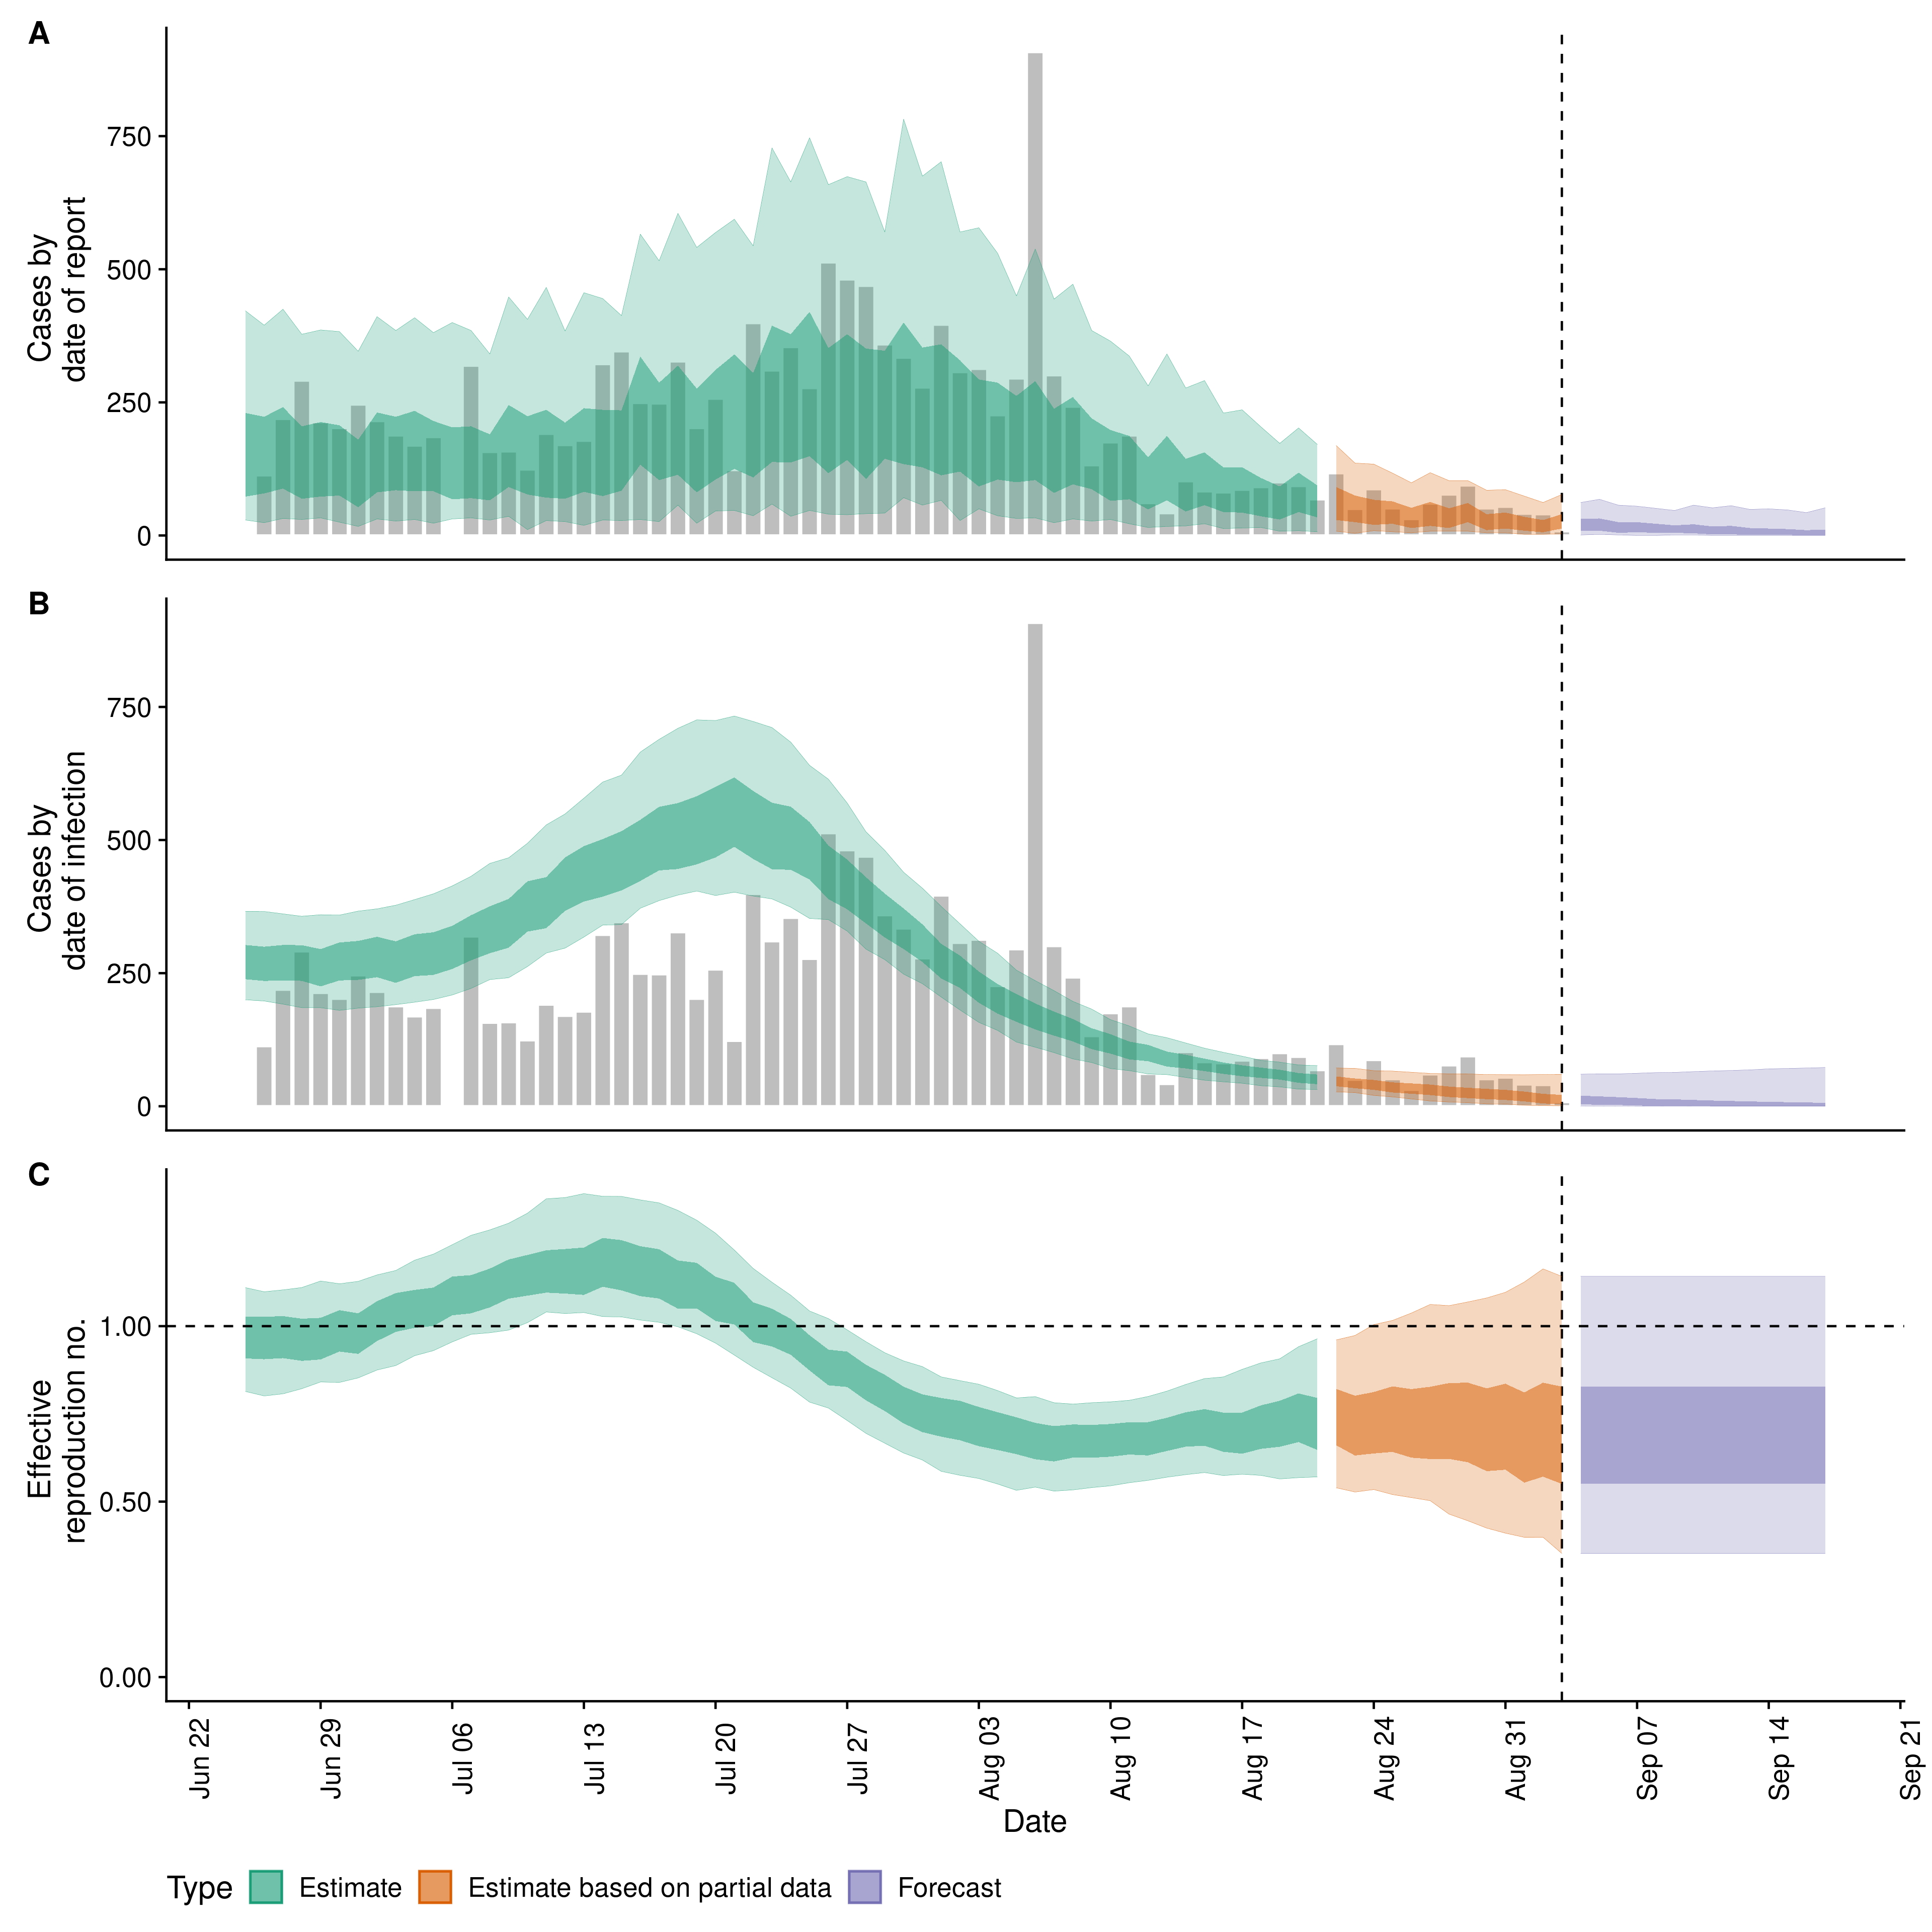 A
Cases by
date of report
750
500
250
0
B
Cases by
date of infection
750
500
250
0
C
Effective
reproduction no.
1.00
0.50
0.00
Jun 22
Jun 29
Jul 06
Jul 13
Jul 20
Jul 27
Aug 03
Aug 10
Aug 17
Aug 24
Aug 31
Sep 07
Sep 14
Sep 21
Date
Type Estimate Estimate based on partial data Forecast